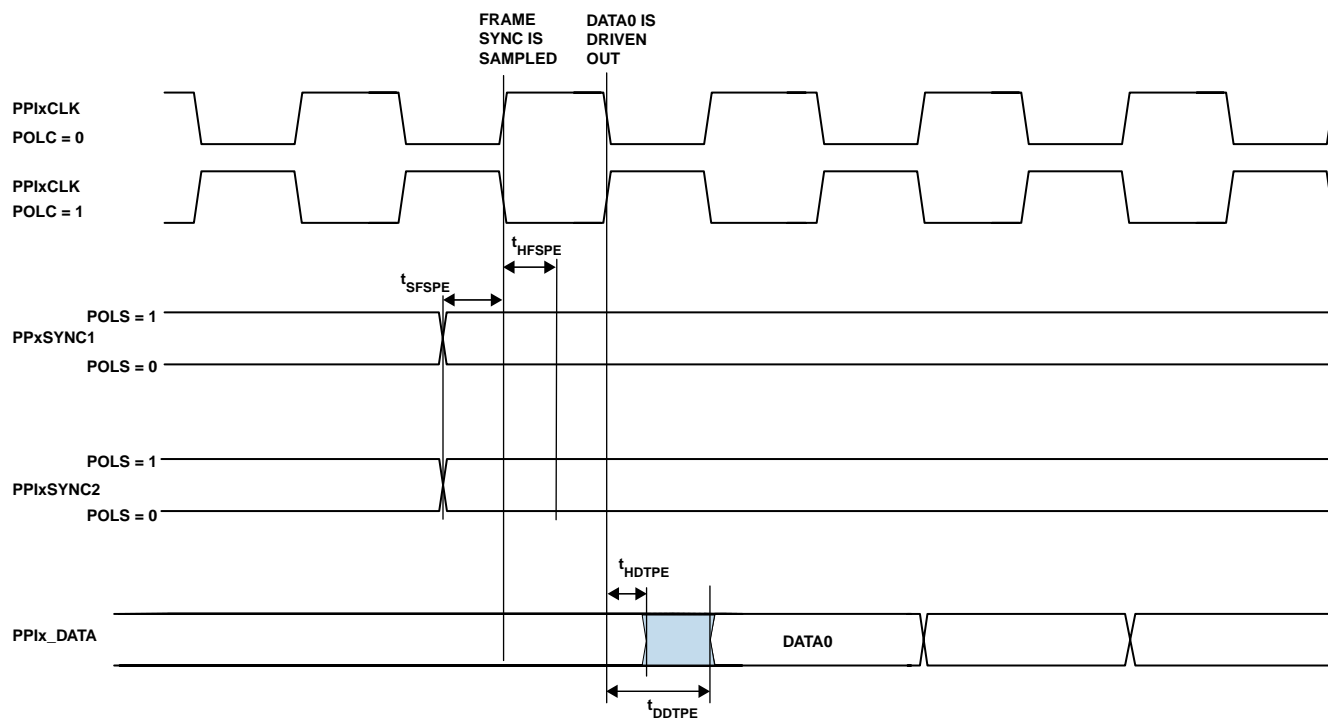 FRAME
SYNC IS
SAMPLED
DATA0 IS
DRIVEN
OUT
PPIxCLK
POLC = 0
PPIxCLK
POLC = 1
tHFSPE
tSFSPE
POLS = 1
PPxSYNC1
POLS = 0
POLS = 1
PPIxSYNC2
POLS = 0
tHDTPE
PPIx_DATA
DATA0
tDDTPE